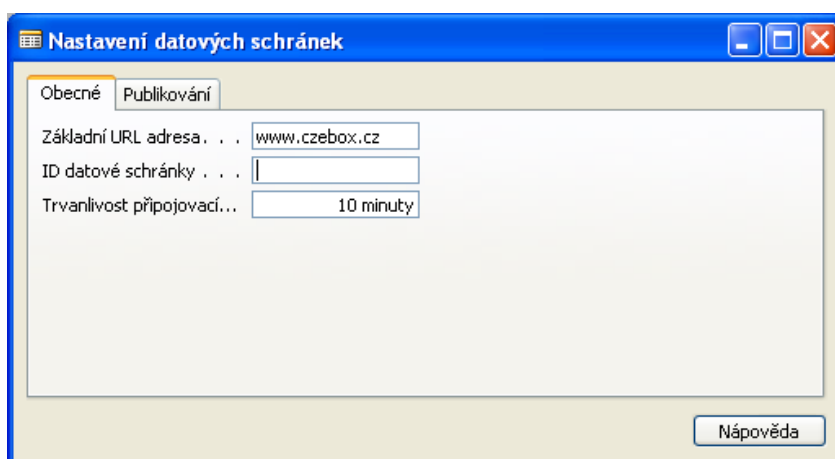 Nastavení datových schránek
Obecné Publikování
Základní URL adresa. . . www.czebox.cz
ID datové schránky . . .
Trvanlivost připojovací... 10 minuty
Nápověda